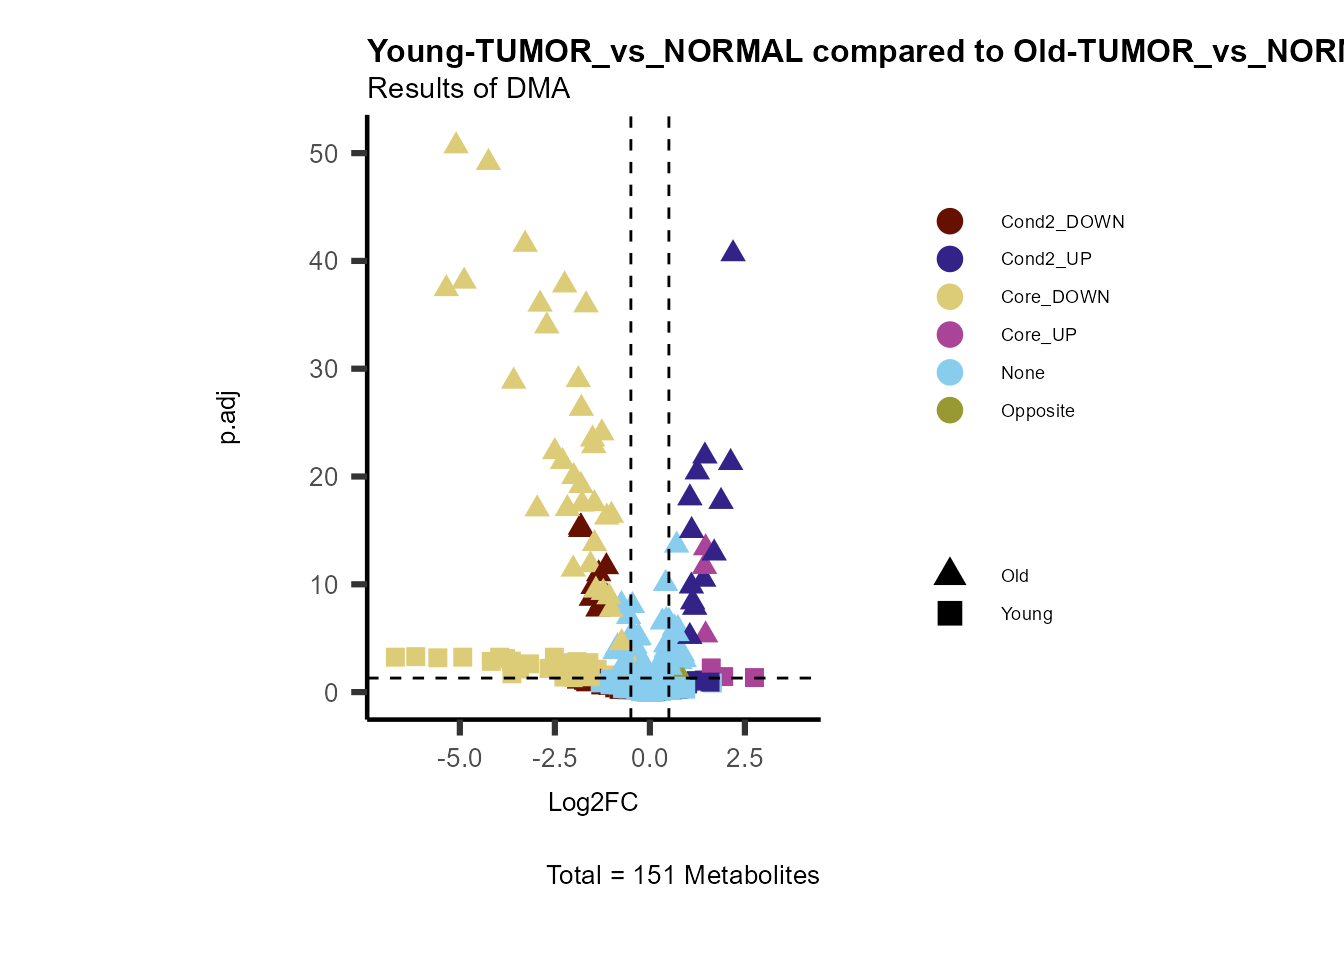 Young-TUMOR_vs_NORMAL compared to Old-TUMOR_vs_NOR
Results of DMA
50
40
30
20
10
0
p.adj
-5.0 -2.5 0.0 2.5
Log2FC
Total = 151 Metabolites
Cond2_DOWN
Cond2_UP
Core_DOWN
Core_UP
None
Opposite
Old
Young